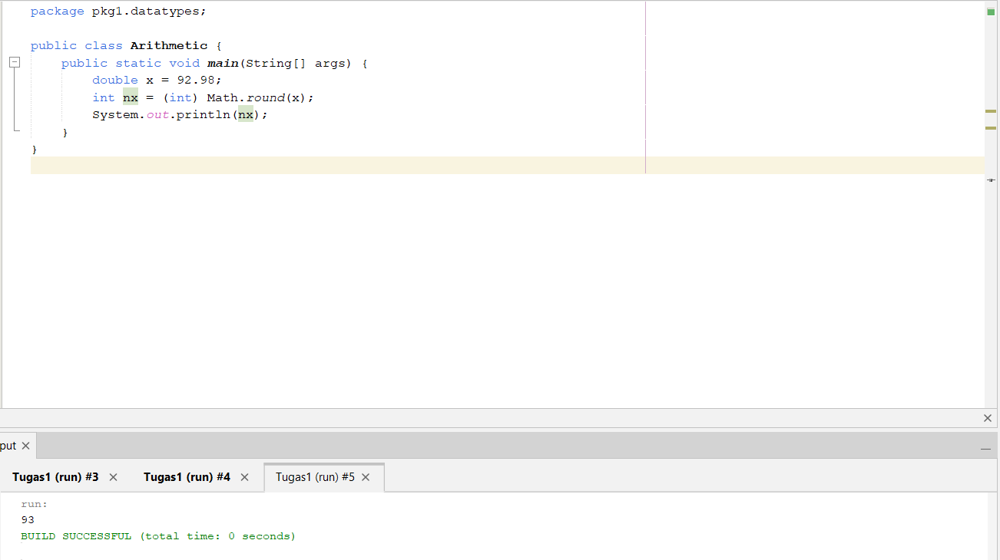 package pkg1.datatypes;
public class Arithmetic {
public static void main(String[] args) {
double x = 92.98;
int nx = (int) Math.round(x);
System.out.println(nx);
}
}
put
Tugas1 (run) #3 Tugas1 (run) #4 Tugas1 (run) #5
run:
93
BUILD SUCCESSFUL (total time: 0 seconds)